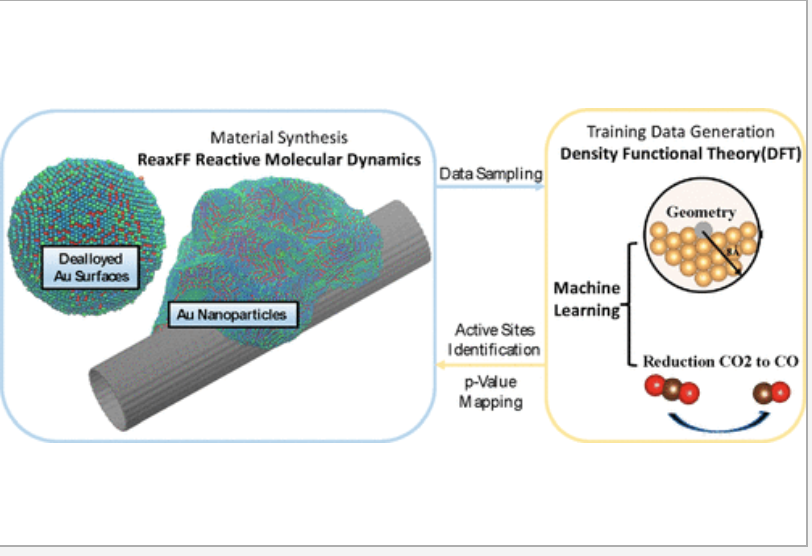 Material Synthesis
ReaxFF Reactive Molecular Dynamics
Dealloyed
Au Surfaces
Au Nanoparticles
Data Sampling
Active Sites
Identification
p-Value
Mapping
Training Data Generation
Density Functional Theory(DFT)
Geometry
8Å
Machine
Learning
Reduction CO2 to CO